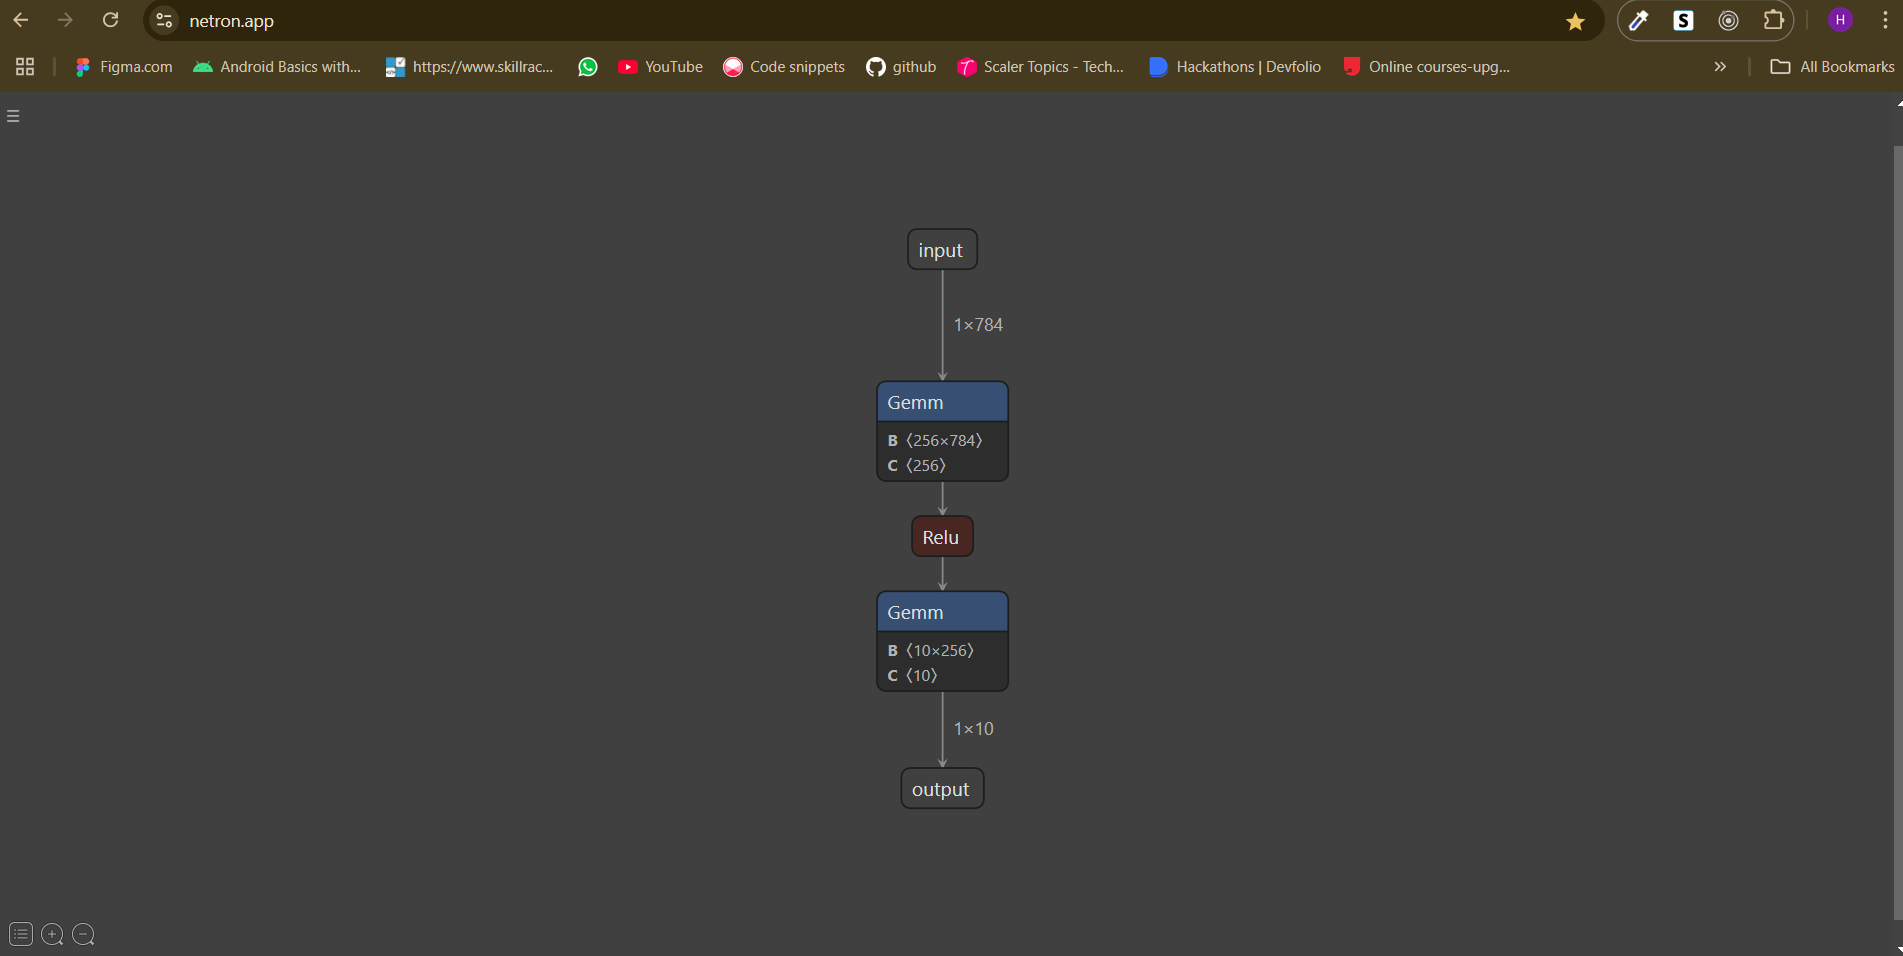 netron.app
S
H
Figma.com
Android Basics with...
https://www.skillrac...
YouTube
Code snippets
github
Scaler Topics - Tech...
Hackathons | Devfolio
Online courses-upg...
»
All Bookmarks
input
1×784
Gemm
B 〈256×784〉
C 〈256〉
Relu
Gemm
B 〈10×256〉
C 〈10〉
1×10
output